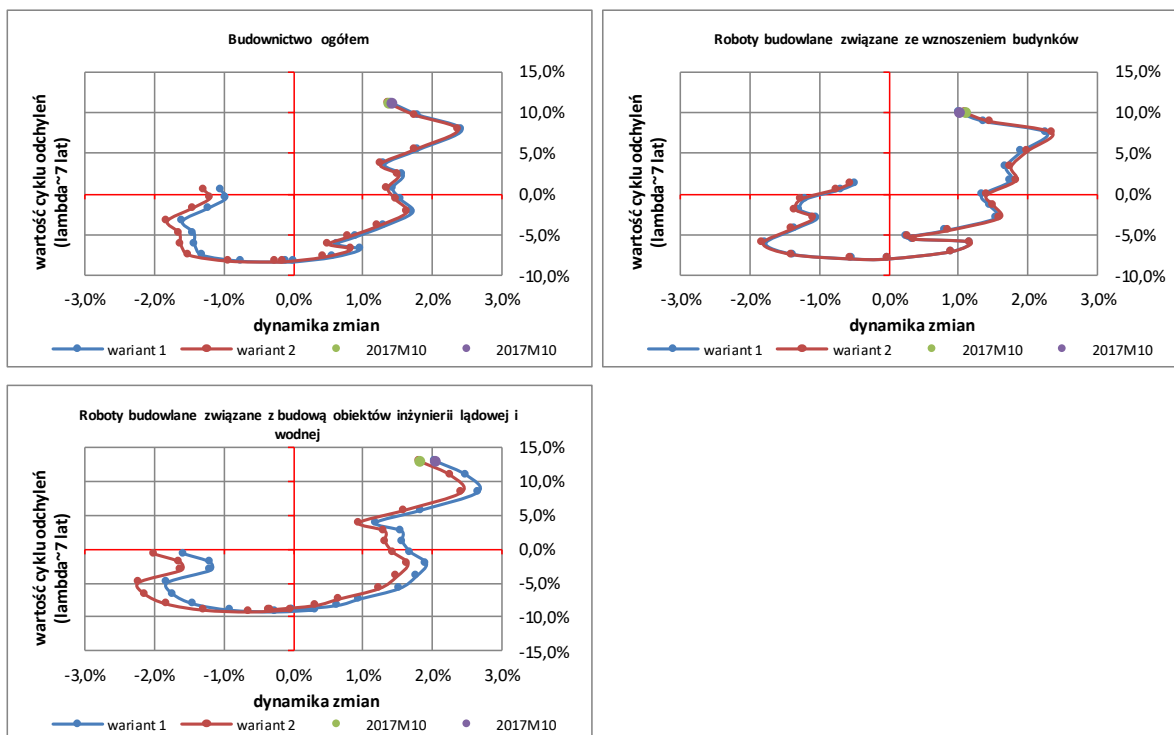 Budownictwo ogółem
15,0%
10,0%
5,0%
0,0%
-5,0%
-10,0%
wartość cyklu odchyleń
(lambda~7 lat)
-3,0% -2,0% -1,0% 0,0% 1,0% 2,0% 3,0%
dynamika zmian
wariant 1 wariant 2 2017M10 2017M10
Roboty budowlane związane ze wznoszeniem budynków
15,0%
10,0%
5,0%
0,0%
-5,0%
-10,0%
wartość cyklu odchyleń
(lambda~7 lat)
-3,0% -2,0% -1,0% 0,0% 1,0% 2,0% 3,0%
dynamika zmian
wariant 1 wariant 2 2017M10 2017M10
Roboty budowlane związane z budową obiektów inżynierii lądowej i
wodnej
15,0%
10,0%
5,0%
0,0%
-5,0%
-10,0%
-15,0%
wartość cyklu odchyleń
(lambda~7 lat)
-3,0% -2,0% -1,0% 0,0% 1,0% 2,0% 3,0%
dynamika zmian
wariant 1 wariant 2 2017M10 2017M10